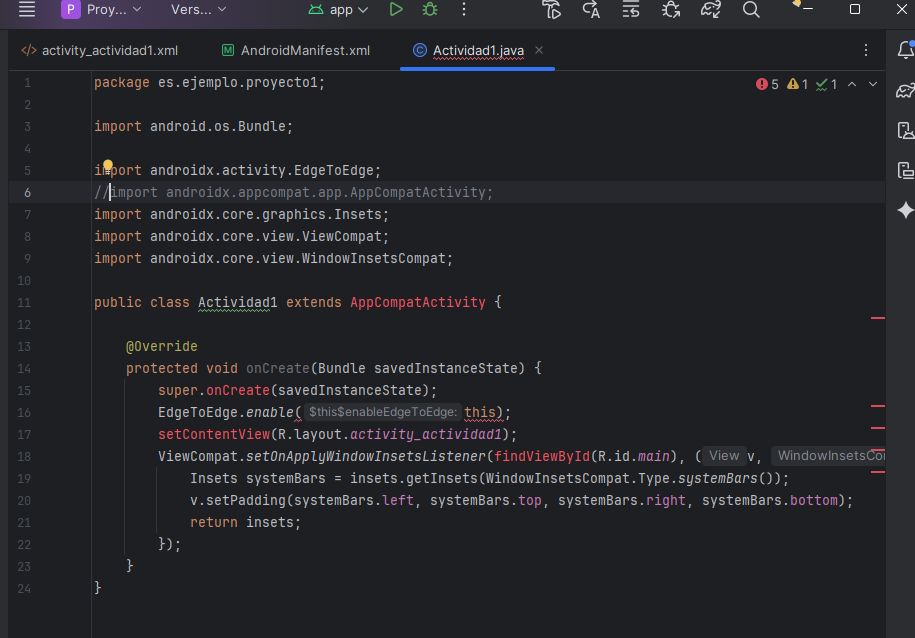 P Proy... Vers... app
activity_actividad1.xml AndroidManifest.xml Actividad1.java
5 1 1
1 package es.ejemplo.proyecto1;
2
3 import android.os.Bundle;
4
5 import androidx.activity.EdgeToEdge;
6 //import androidx.appcompat.app.AppCompatActivity;
7 import androidx.core.graphics.Insets;
8 import androidx.core.view.ViewCompat;
9 import androidx.core.view.WindowInsetsCompat;
10
11 public class Actividad1 extends AppCompatActivity {
12
13 @Override
14 protected void onCreate(Bundle savedInstanceState) {
15 super.onCreate(savedInstanceState);
16 EdgeToEdge.enable( $this$enableEdgeToEdge: this);
17 setContentView(R.layout.activity_actividad1);
18 ViewCompat.setOnApplyWindowInsetsListener(findViewById(R.id.main), ( View v, WindowInsetsCom
19 Insets systemBars = insets.getInsets(WindowInsetsCompat.Type.systemBars());
20 v.setPadding(systemBars.left, systemBars.top, systemBars.right, systemBars.bottom);
21 return insets;
22 });
23 }
24 }